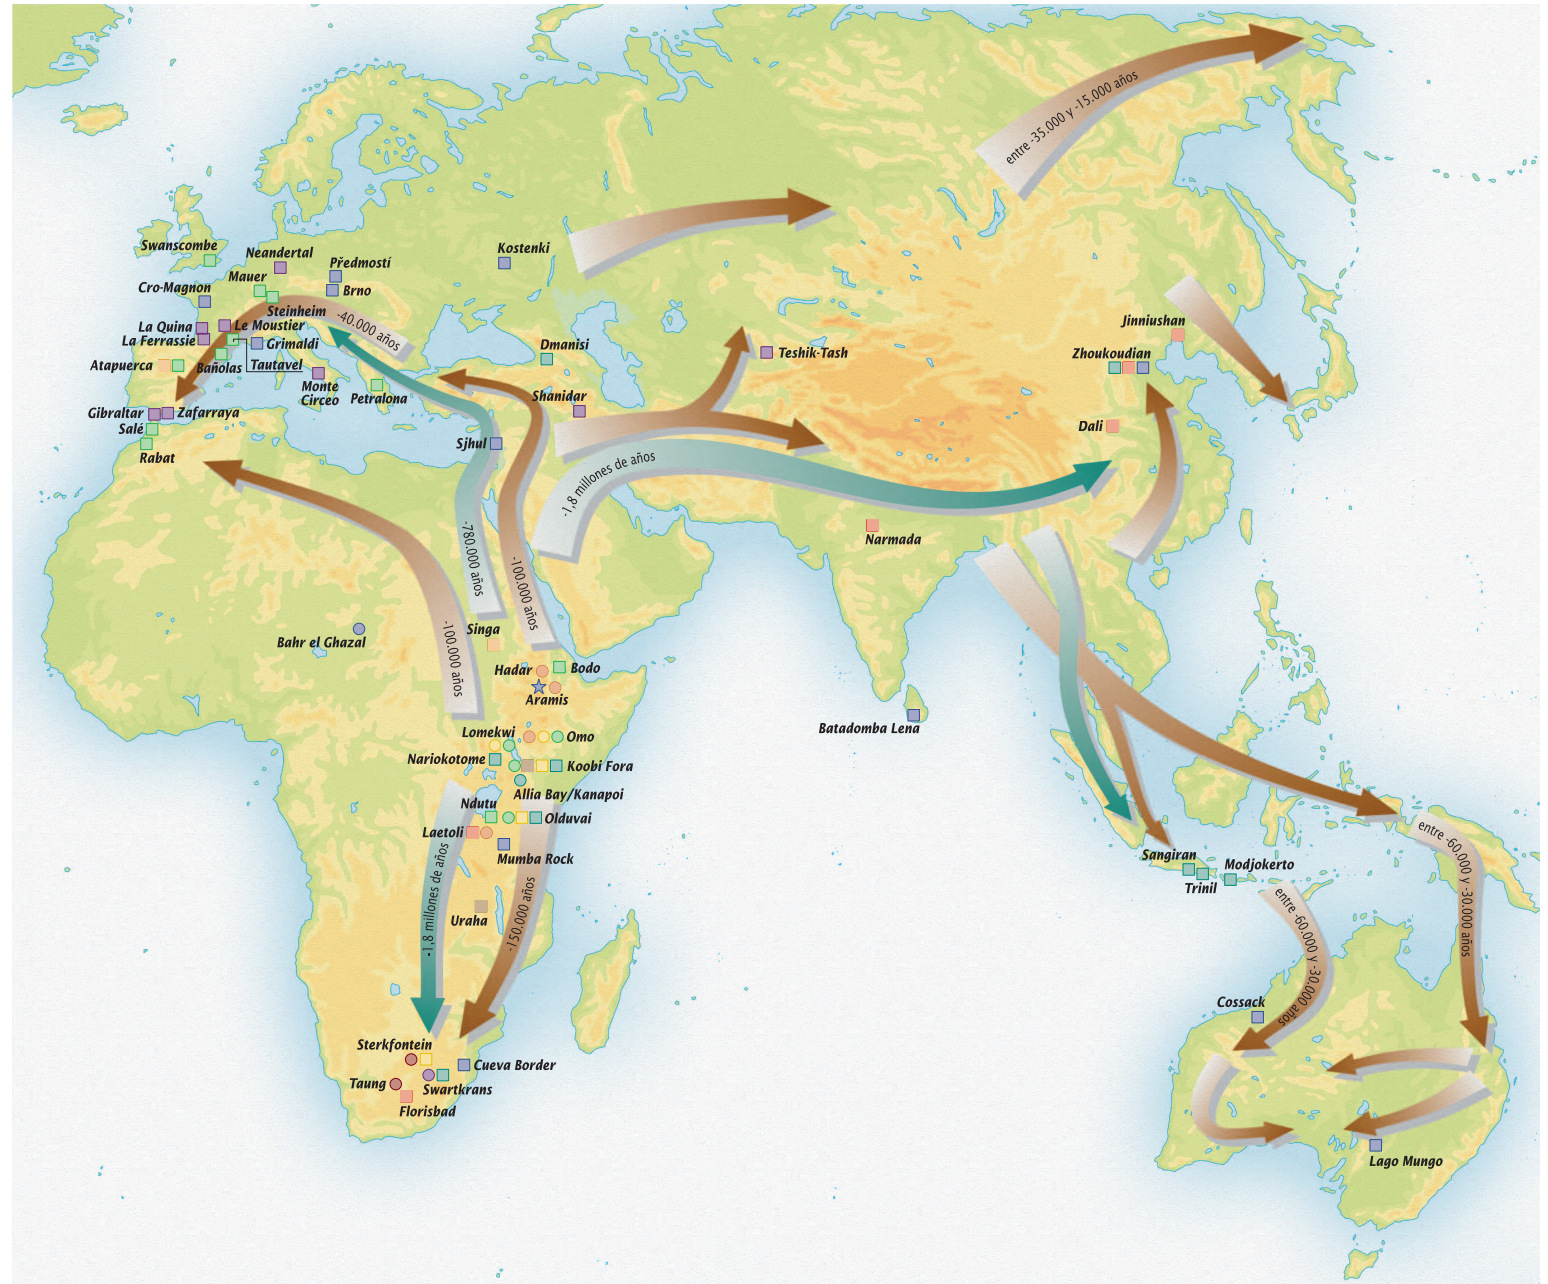 entre -35.000 y -15.000 años
Swanscombe
Neandertal
Kostenki
Předmostí
Mauer
Cro-Magnon
Brno
Steinheim
-40.000 años
La Quina
Le Moustier
La Ferrassie
Grimaldi
Dmanisi
Teshik-Tash
Jinniushan
Zhoukoudian
Atapuerca
Bañolas
Tautavel
Monte
Circeo
Petralona
Shanidar
Gibraltar
Zafarraya
Salé
Rabat
Sjhul
Dali
-1,8 millones de años
Narmada
-780.000 años
-100.000 años
-100.000 años
Singa
Bahr el Ghazal
Hadar
Bodo
Aramis
Batadomba Lena
Lomekwi
Omo
Nariokotome
Koobi Fora
Allia Bay/Kanapoi
Ndutu
Olduvai
Laetoli
Mumba Rock
-1,8 millones de años
-150.000 años
Uraha
Sangiran
Trinil
Modjokerto
entre -60.000 y -30.000 años
entre -60.000 y -30.000 años
Cossack
Sterkfontein
Cueva Border
Taung
Swartkrans
Florisbad
Lago Mungo